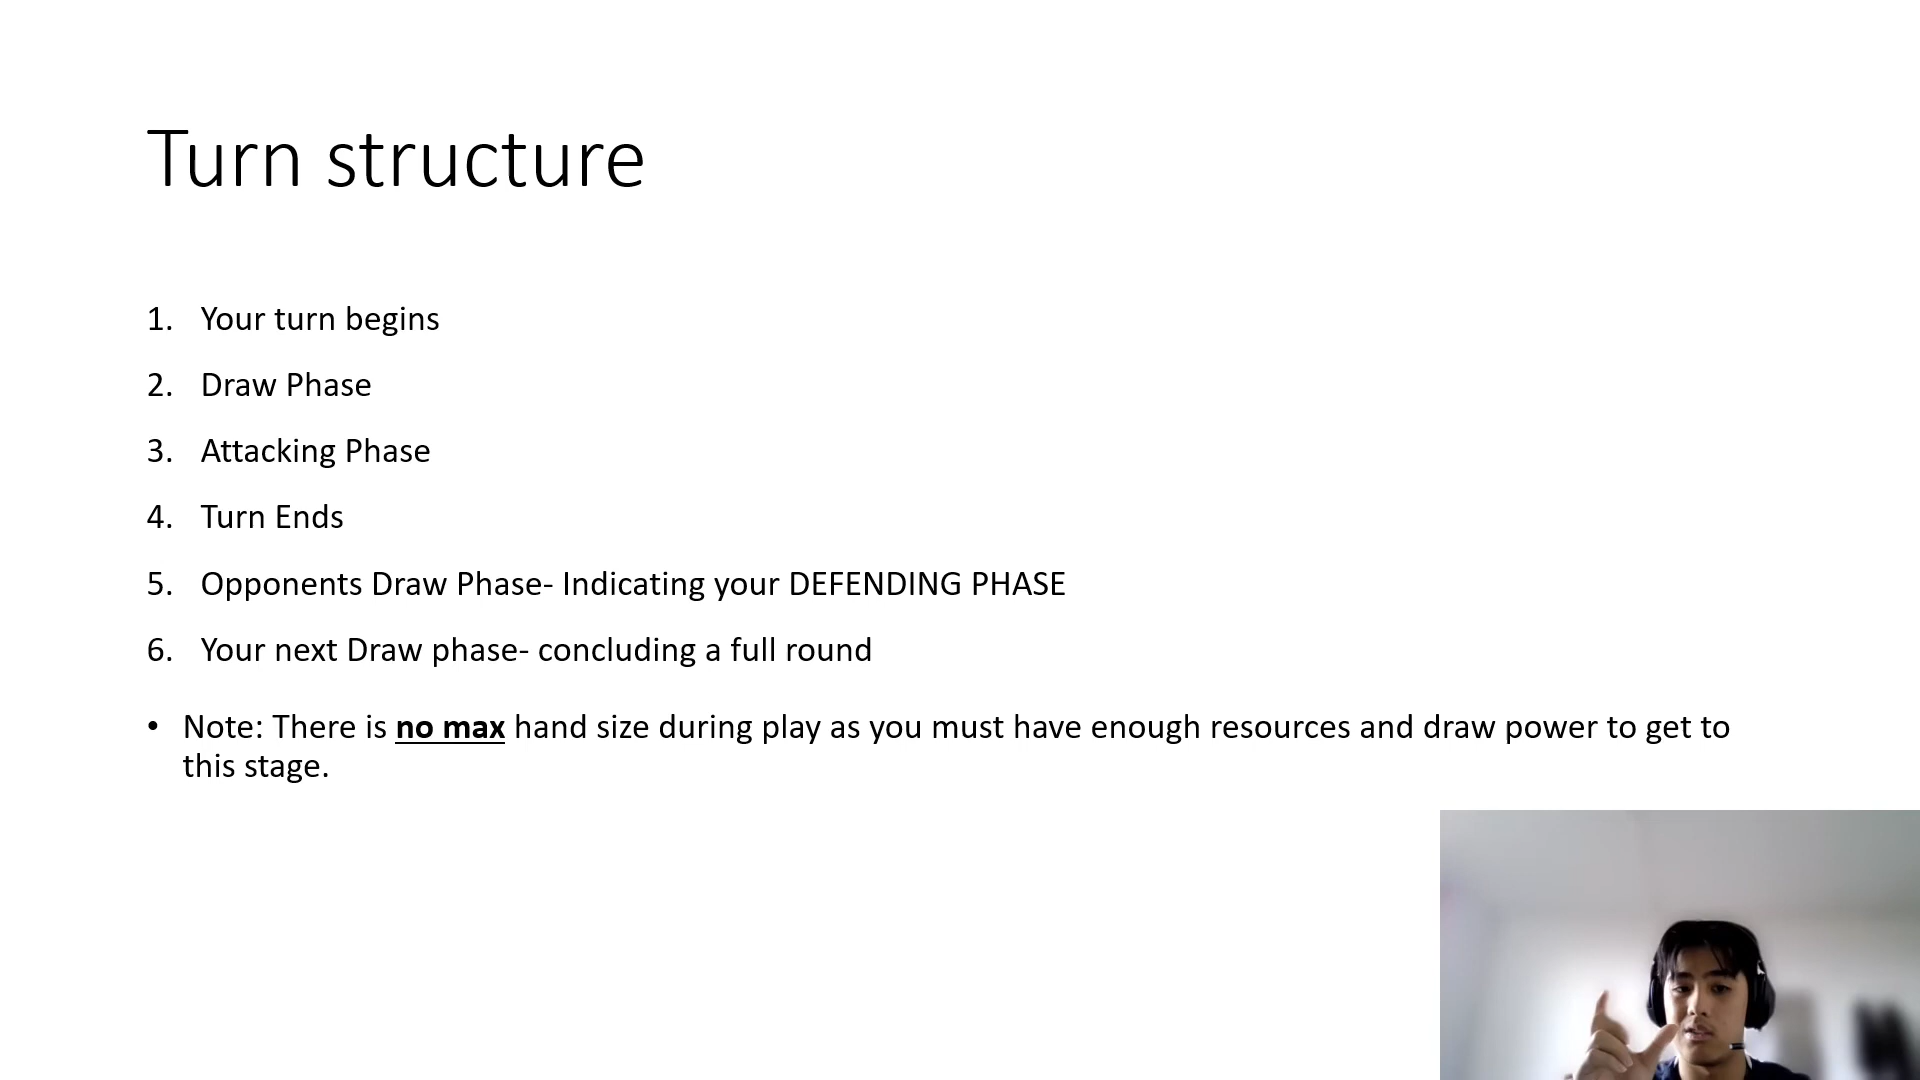 Turn structure
1. Your turn begins
2. Draw Phase
3. Attacking Phase
4. Turn Ends
5. Opponents Draw Phase- Indicating your DEFENDING PHASE
6. Your next Draw phase- concluding a full round
• Note: There is no max hand size during play as you must have enough resources and draw power to get to
this stage.